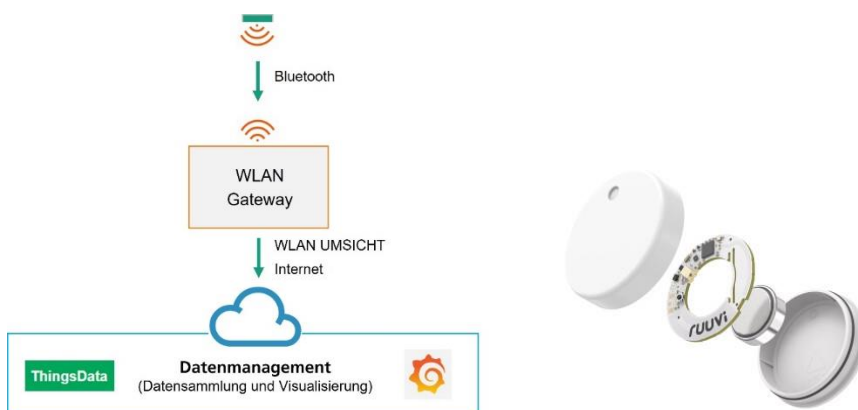 Bluetooth
WLAN
Gateway
WLAN UMSICHT
Internet
ThingsData
Datenmanagement
(Datensammlung und Visualisierung)
ruuvi